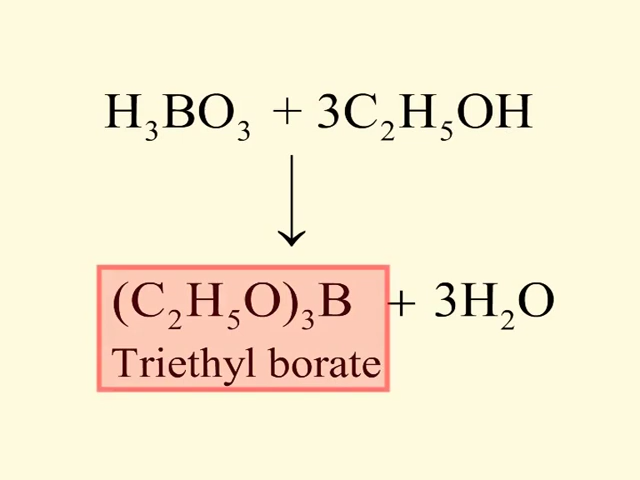 H₃BO₃ + 3C₂H₅OH
(C₂H₅O)₃B + 3H₂O
Triethyl borate